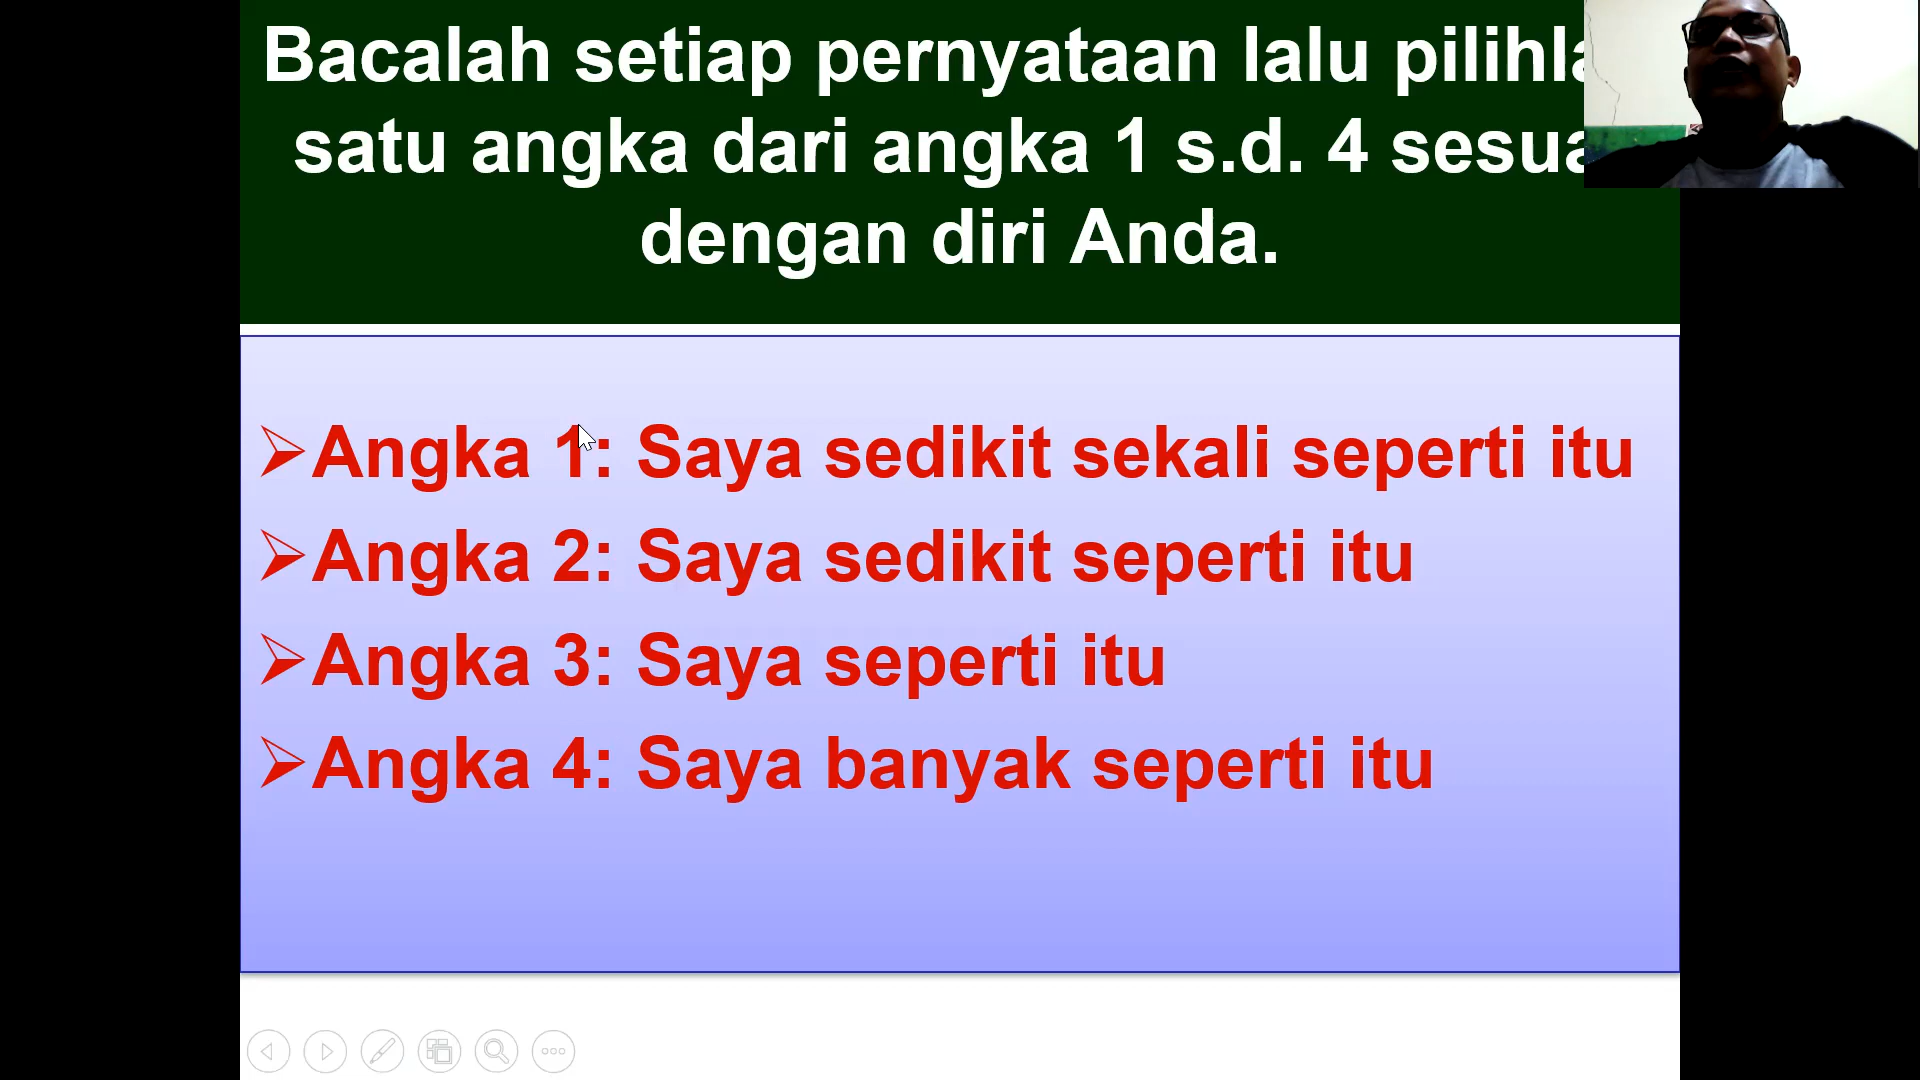 Bacalah setiap pernyataan lalu pilihla
satu angka dari angka 1 s.d. 4 sesua
dengan diri Anda.
➢Angka 1: Saya sedikit sekali seperti itu
➢Angka 2: Saya sedikit seperti itu
➢Angka 3: Saya seperti itu
➢Angka 4: Saya banyak seperti itu